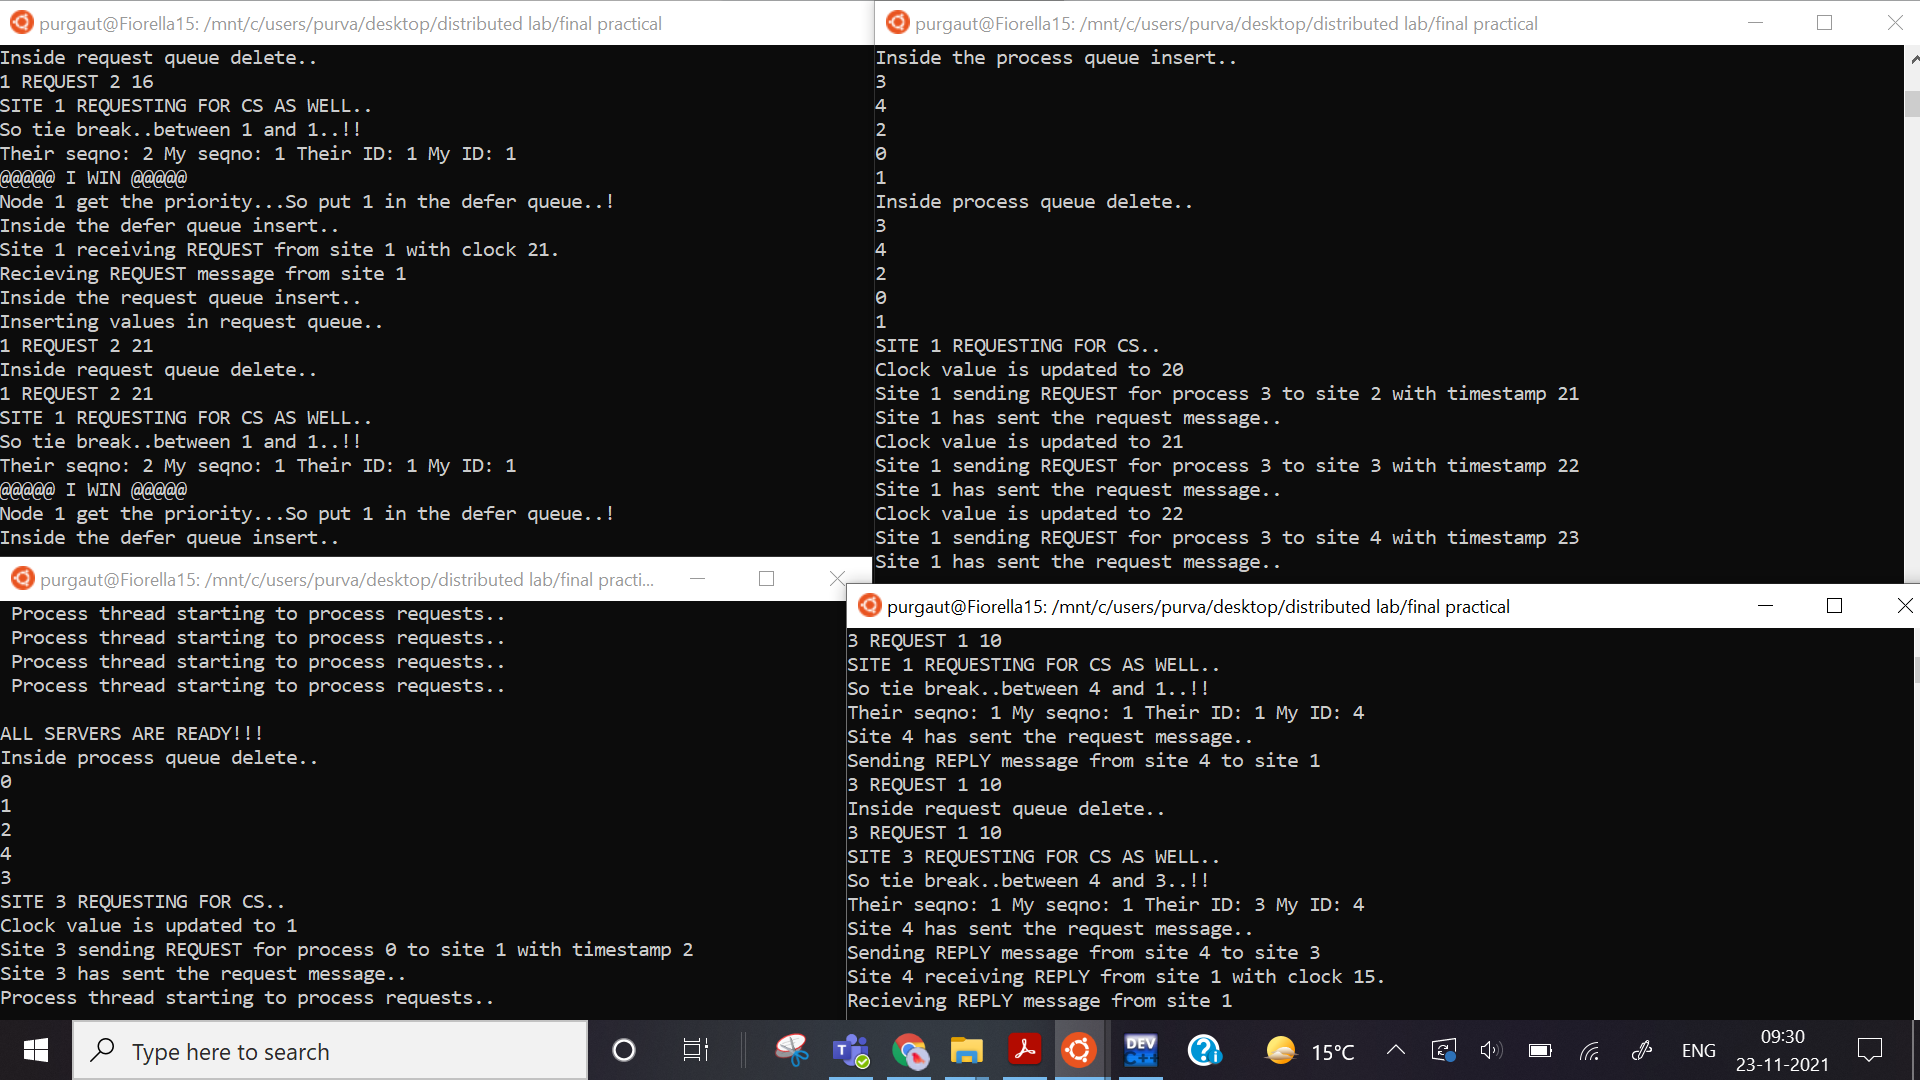 purgaut@Fiorella15: /mnt/c/users/purva/desktop/distributed lab/final practical
Inside request queue delete..
1 REQUEST 2 16
SITE 1 REQUESTING FOR CS AS WELL..
So tie break..between 1 and 1..!!
Their seqno: 2 My seqno: 1 Their ID: 1 My ID: 1
@@@@@ I WIN @@@@@
Node 1 get the priority...So put 1 in the defer queue..!
Inside the defer queue insert..
Site 1 receiving REQUEST from site 1 with clock 21.
Recieving REQUEST message from site 1
Inside the request queue insert..
Inserting values in request queue..
1 REQUEST 2 21
Inside request queue delete..
1 REQUEST 2 21
SITE 1 REQUESTING FOR CS AS WELL..
So tie break..between 1 and 1..!!
Their seqno: 2 My seqno: 1 Their ID: 1 My ID: 1
@@@@@ I WIN @@@@@
Node 1 get the priority...So put 1 in the defer queue..!
Inside the defer queue insert..
purgaut@Fiorella15: /mnt/c/users/purva/desktop/distributed lab/final practical
Inside the process queue insert..
3
4
2
0
1
Inside process queue delete..
3
4
2
0
1
SITE 1 REQUESTING FOR CS..
Clock value is updated to 20
Site 1 sending REQUEST for process 3 to site 2 with timestamp 21
Site 1 has sent the request message..
Clock value is updated to 21
Site 1 sending REQUEST for process 3 to site 3 with timestamp 22
Site 1 has sent the request message..
Clock value is updated to 22
Site 1 sending REQUEST for process 3 to site 4 with timestamp 23
Site 1 has sent the request message..
purgaut@Fiorella15: /mnt/c/users/purva/desktop/distributed lab/final practi...
Process thread starting to process requests..
Process thread starting to process requests..
Process thread starting to process requests..
Process thread starting to process requests..
ALL SERVERS ARE READY!!!
Inside process queue delete..
0
1
2
4
3
SITE 3 REQUESTING FOR CS..
Clock value is updated to 1
Site 3 sending REQUEST for process 0 to site 1 with timestamp 2
Site 3 has sent the request message..
Process thread starting to process requests..
purgaut@Fiorella15: /mnt/c/users/purva/desktop/distributed lab/final practical
3 REQUEST 1 10
SITE 1 REQUESTING FOR CS AS WELL..
So tie break..between 4 and 1..!!
Their seqno: 1 My seqno: 1 Their ID: 1 My ID: 4
Site 4 has sent the request message..
Sending REPLY message from site 4 to site 1
3 REQUEST 1 10
Inside request queue delete..
3 REQUEST 1 10
SITE 3 REQUESTING FOR CS AS WELL..
So tie break..between 4 and 3..!!
Their seqno: 1 My seqno: 1 Their ID: 3 My ID: 4
Site 4 has sent the request message..
Sending REPLY message from site 4 to site 3
Site 4 receiving REPLY from site 1 with clock 15.
Recieving REPLY message from site 1
Type here to search
DEV
C++
15°C
ENG
09:30
23-11-2021